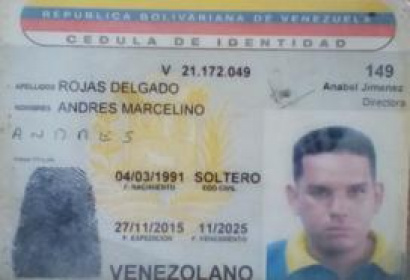 REPUBLICA BOLIVARIANA DE VENEZUELA
CEDULA DE IDENTIDAD
V 21.172.049
149
APELLIDOS ROJAS DELGADO
Anabel Jimenez
Directora
NOMBRES ANDRES MARCELINO
ANDRES
04/03/1991 SOLTERO
F. NACIMIENTO EDO CIVIL
27/11/2015 11/2025
F. EXPEDICION F. VENCIMIENTO
VENEZOLANO